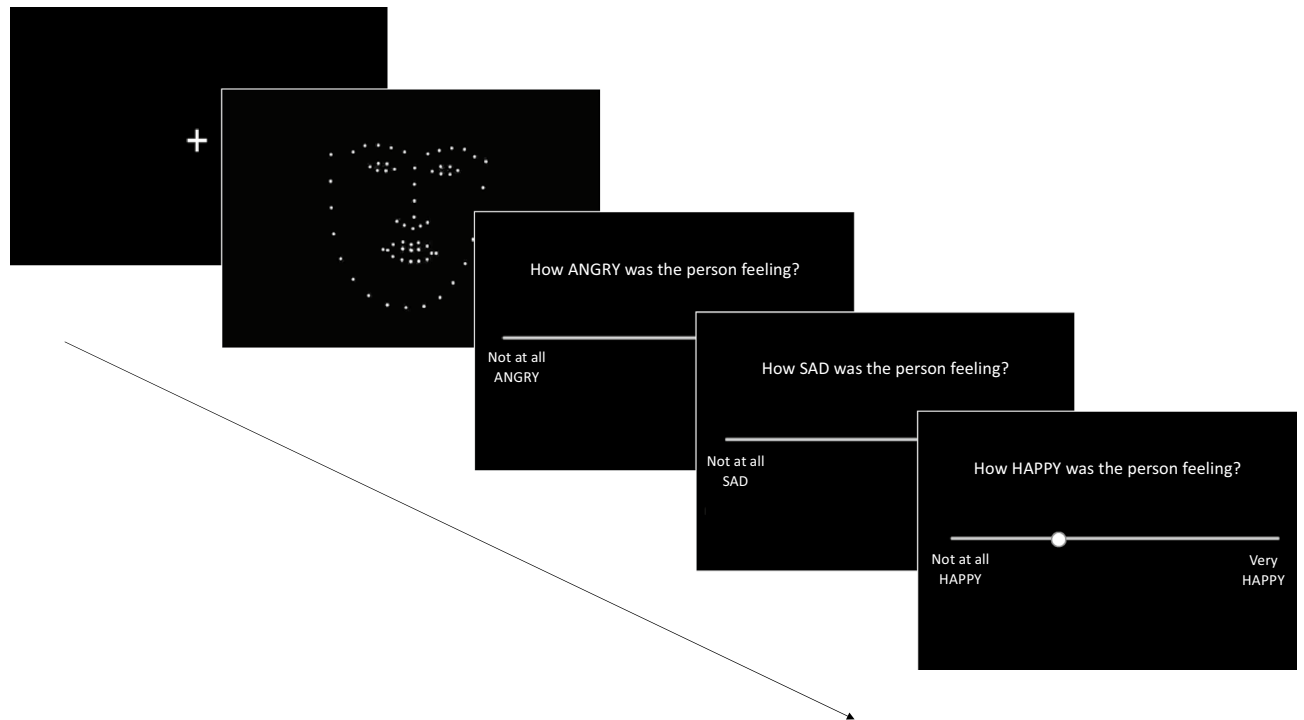 How ANGRY was the person feeling?
Not at all
ANGRY
How SAD was the person feeling?
Not at all
SAD
How HAPPY was the person feeling?
Not at all
HAPPY
Very
HAPPY